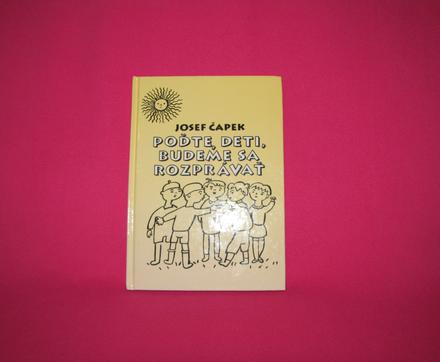 JOSEF ČAPEK
POĎTE, DETI,
BUDEME SA
ROZPRÁVAŤ